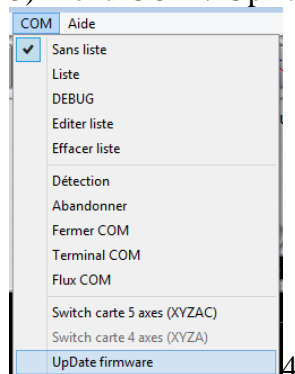 COM Aide
Sans liste
Liste
DEBUG
Editer liste
Effacer liste
Détection
Abandonner
Fermer COM
Terminal COM
Flux COM
Switch carte 5 axes (XYZAC)
Switch carte 4 axes (XYZA)
UpDate firmware
4